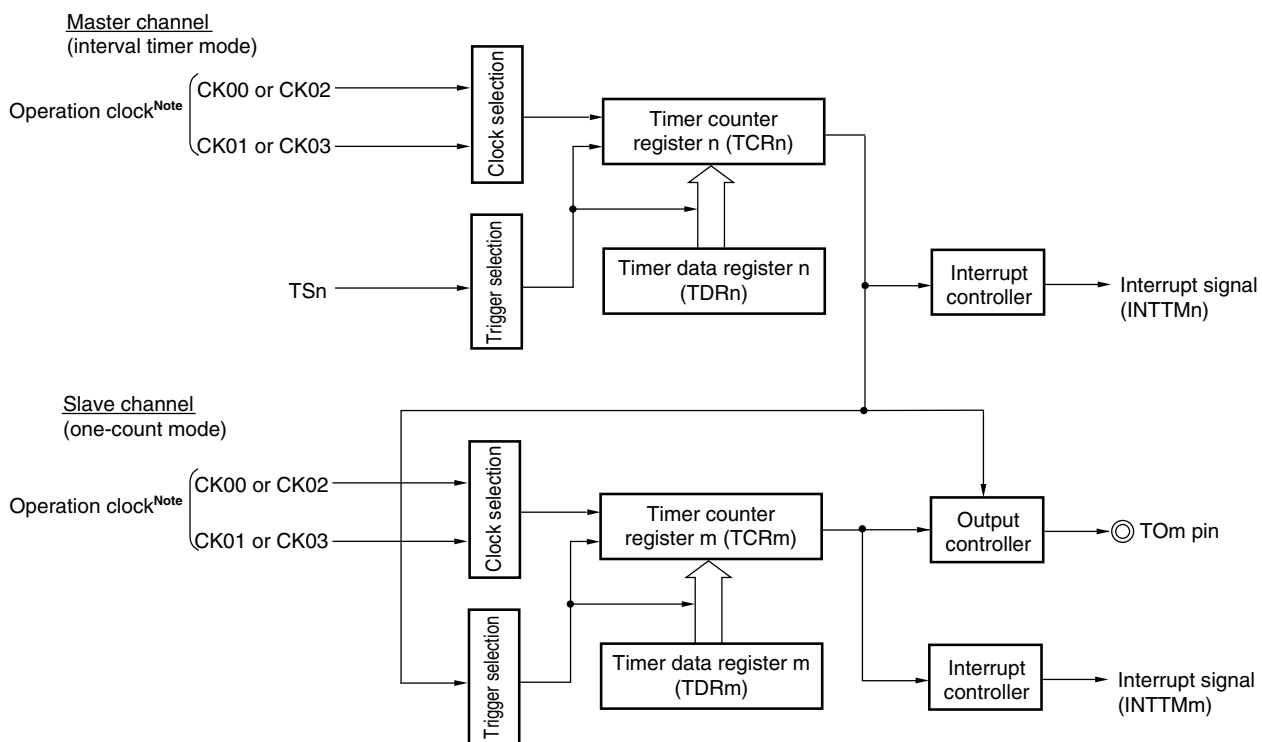 Master channel
(interval timer mode)
Operation clockNote
CK00 or CK02
CK01 or CK03
Clock selection
Timer counter
register n (TCRn)
TSn
Trigger selection
Timer data register n
(TDRn)
Interrupt
controller
Interrupt signal
(INTTMn)
Slave channel
(one-count mode)
Operation clockNote
CK00 or CK02
CK01 or CK03
Clock selection
Timer counter
register m (TCRm)
Output
controller
TOm pin
Trigger selection
Timer data register m
(TDRm)
Interrupt
controller
Interrupt signal
(INTTMm)